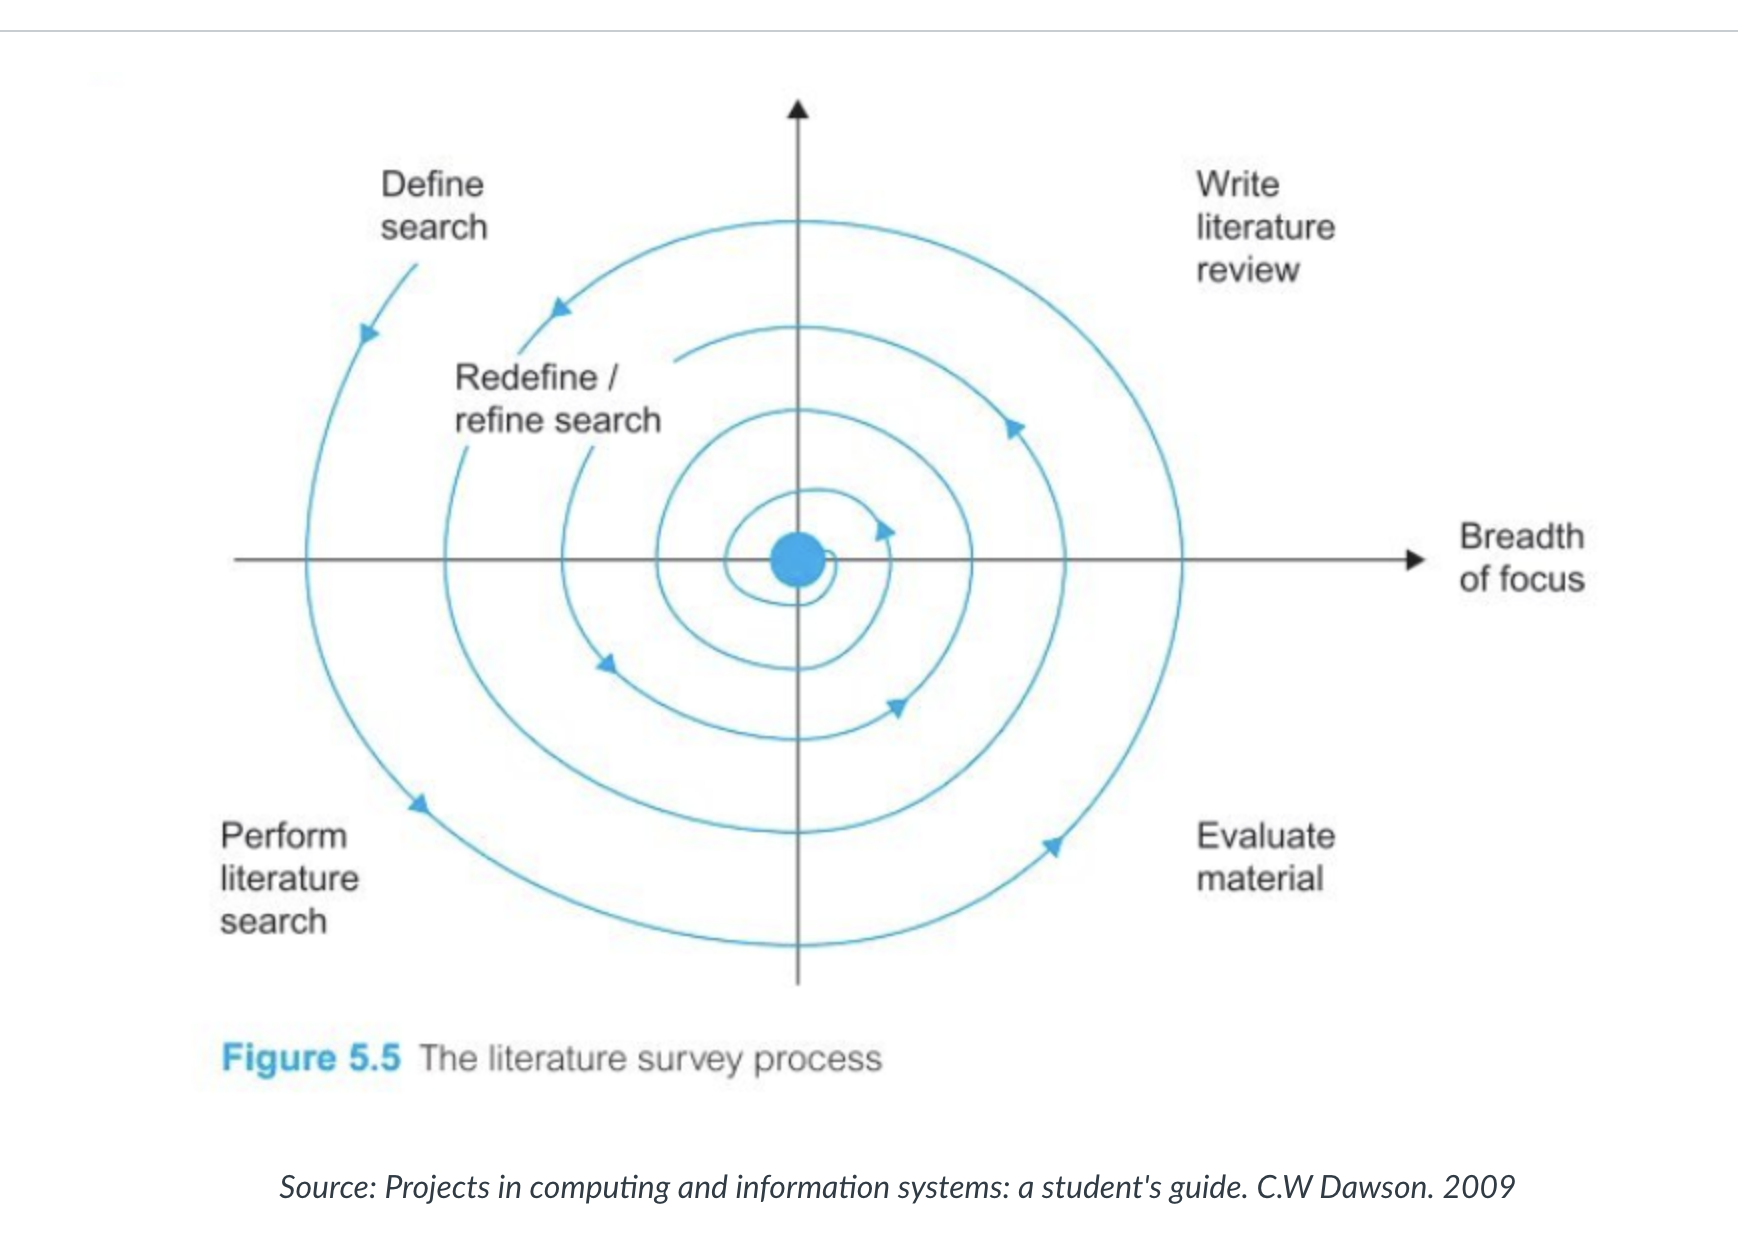 Define
search
Write
literature
review
Redefine /
refine search
Breadth
of focus
Perform
literature
search
Evaluate
material
Figure 5.5 The literature survey process
Source: Projects in computing and information systems: a student's guide. C.W Dawson. 2009